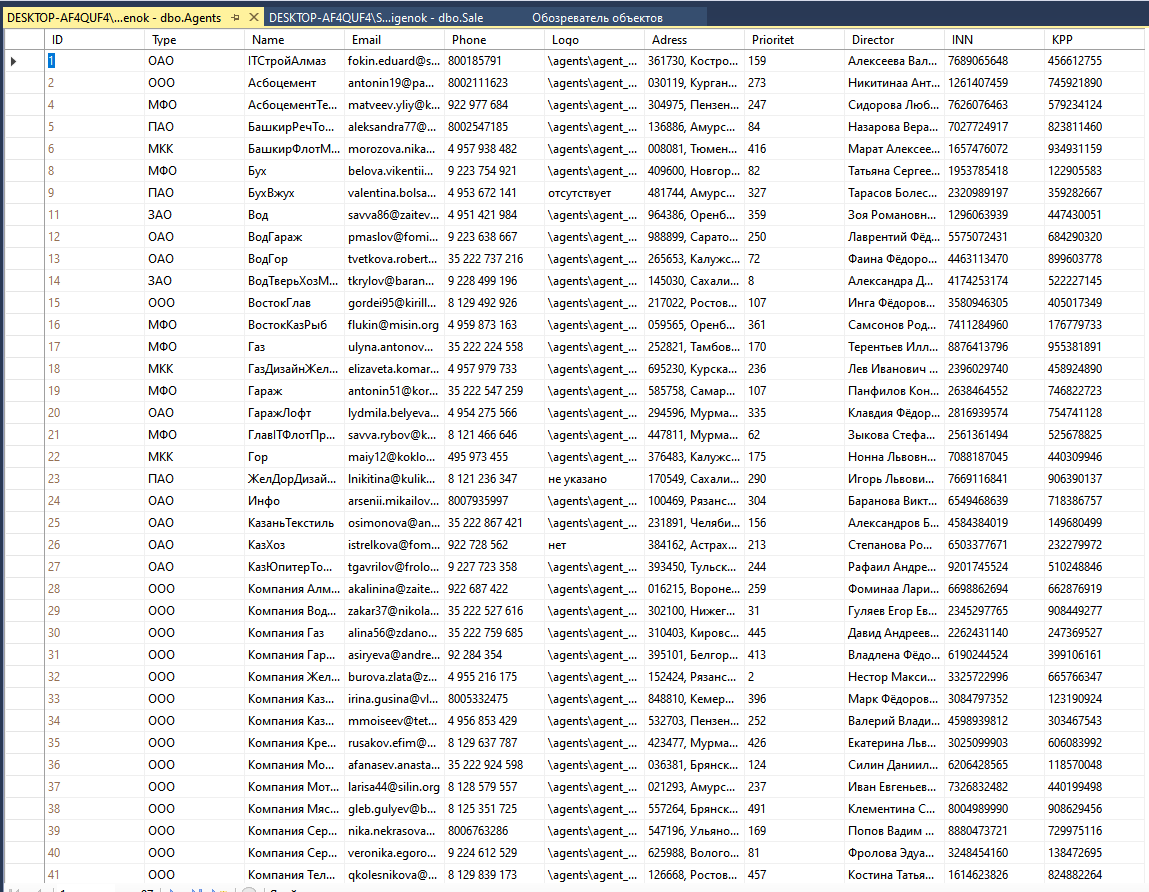 DESKTOP-AF4QUF4\...enok - dbo.Agents DESKTOP-AF4QUF4\S...igenok - dbo.Sale Обозреватель объектов
ID Type Name Email Phone Logo Adress Prioritet Director INN KPP
1 ОАО ITСтройАлмаз fokin.eduard@s... 800185791 \agents\agent_... 361730, Костро... 159 Алексеева Вал... 7689065648 456612755
2 ООО Асбоцемент antonin19@pa... 8002111623 \agents\agent_... 030119, Курган... 273 Никитинаа Ант... 1261407459 745921890
4 МФО АсбоцементТе... matveev.yliy@k... 922 977 684 \agents\agent_... 304975, Пензен... 247 Сидорова Люб... 7626076463 579234124
5 ПАО БашкирРечТо... aleksandra77@... 8002547185 \agents\agent_... 136886, Амурс... 84 Назарова Вера... 7027724917 823811460
6 МКК БашкирФлотМ... morozova.nika... 4 957 938 482 \agents\agent_... 008081, Тюмен... 416 Марат Алексее... 1657476072 934931159
8 МФО Бух belova.vikentii... 9 223 754 921 \agents\agent_... 409600, Новгор... 82 Татьяна Сергее... 1953785418 122905583
9 ПАО БухВжух valentina.bolsa... 4 953 672 141 отсутствует 481744, Амурс... 327 Тарасов Болес... 2320989197 359282667
11 ЗАО Вод savva86@zaitev... 4 951 421 984 \agents\agent_... 964386, Оренб... 359 Зоя Романовн... 1296063939 447430051
12 ОАО ВодГараж pmaslov@fomi... 9 223 638 667 \agents\agent_... 988899, Сарато... 250 Лаврентий Фёд... 5575072431 684290320
13 ОАО ВодГор tvetkova.robert... 35 222 737 216 \agents\agent_... 265653, Калужс... 72 Фаина Фёдоро... 4463113470 899603778
14 ЗАО ВодТверьХозМ... tkrylov@baran... 9 228 499 196 \agents\agent_... 145030, Сахали... 8 Александра Д... 4174253174 522227145
15 ООО ВостокГлав gordei95@kirill... 8 129 492 926 \agents\agent_... 217022, Ростов... 107 Инга Фёдоров... 3580946305 405017349
16 МФО ВостокКазРыб flukin@misin.org 4 959 873 163 \agents\agent_... 059565, Оренб... 361 Самсонов Род... 7411284960 176779733
17 МФО Газ ulyna.antonov... 35 222 224 558 \agents\agent_... 252821, Тамбов... 170 Терентьев Илл... 8876413796 955381891
18 МКК ГазДизайнЖел... elizaveta.komar... 4 957 979 733 \agents\agent_... 695230, Курска... 236 Лев Иванович ... 2396029740 458924890
19 МФО Гараж antonin51@kor... 35 222 547 259 \agents\agent_... 585758, Самар... 107 Панфилов Кон... 2638464552 746822723
20 ОАО ГаражЛофт lydmila.belyeva... 4 954 275 566 \agents\agent_... 294596, Мурма... 335 Клавдия Фёдор... 2816939574 754741128
21 МФО ГлавITФлотПр... savva.rybov@k... 8 121 466 646 \agents\agent_... 447811, Мурма... 62 Зыкова Стефа... 2561361494 525678825
22 МКК Гор maiy12@koklo... 495 973 455 \agents\agent_... 376483, Калужс... 175 Нонна Львовн... 7088187045 440309946
23 ПАО ЖелДорДизай... lnikitina@kulik... 8 121 236 347 не указано 170549, Сахали... 290 Игорь Львови... 7669116841 906390137
24 ОАО Инфо arsenii.mikailov... 8007935997 \agents\agent_... 100469, Рязанс... 304 Баранова Викт... 6549468639 718386757
25 ОАО КазаньТекстиль osimonova@an... 35 222 867 421 \agents\agent_... 231891, Челяби... 156 Александров Б... 4584384019 149680499
26 ОАО КазХоз istrelkova@fom... 922 728 562 нет 384162, Астрах... 213 Степанова Ро... 6503377671 232279972
27 ОАО КазЮпитерТо... tgavrilov@frolo... 9 227 723 358 \agents\agent_... 393450, Тульск... 244 Рафаил Андре... 9201745524 510248846
28 ООО Компания Алм... akalinina@zaite... 922 687 422 \agents\agent_... 016215, Вороне... 259 Фоминаа Лари... 6698862694 662876919
29 ООО Компания Вод... zakar37@nikola... 35 222 527 616 \agents\agent_... 302100, Нижег... 31 Гуляев Егор Ев... 2345297765 908449277
30 ООО Компания Газ alina56@zdano... 35 222 759 685 \agents\agent_... 310403, Кировс... 445 Давид Андреев... 2262431140 247369527
31 ООО Компания Гар... asiryeva@andre... 92 284 354 \agents\agent_... 395101, Белгор... 413 Владлена Фёдо... 6190244524 399106161
32 ООО Компания Жел... burova.zlata@z... 4 955 216 175 \agents\agent_... 152424, Рязанс... 2 Нестор Макси... 3325722996 665766347
33 ООО Компания Каз... irina.gusina@vl... 8005332475 \agents\agent_... 848810, Кемер... 396 Марк Фёдоров... 3084797352 123190924
34 ООО Компания Каз... mmoiseev@tet... 4 956 853 429 \agents\agent_... 532703, Пензен... 252 Валерий Влади... 4598939812 303467543
35 ООО Компания Кре... rusakov.efim@... 8 129 637 787 \agents\agent_... 423477, Мурма... 426 Екатерина Льв... 3025099903 606083992
36 ООО Компания Мо... afanasev.anasta... 35 222 924 598 \agents\agent_... 036381, Брянск... 124 Силин Даниил... 6206428565 118570048
37 ООО Компания Мот... larisa44@silin.org 8 128 579 557 \agents\agent_... 021293, Амурс... 237 Иван Евгеньев... 7326832482 440199498
38 ООО Компания Мяс... gleb.gulyev@b... 8 125 351 725 \agents\agent_... 557264, Брянск... 491 Клементина С... 8004989990 908629456
39 ООО Компания Сер... nika.nekrasova... 8006763286 \agents\agent_... 547196, Ульяно... 169 Попов Вадим ... 8880473721 729975116
40 ООО Компания Сер... veronika.egoro... 9 224 612 529 \agents\agent_... 625988, Волого... 81 Фролова Эдуа... 3248454160 138472695
41 ООО Компания Тел... qkolesnikova@... 8 129 839 173 \agents\agent_... 126668, Ростов... 457 Костина Татья... 1614623826 824882264